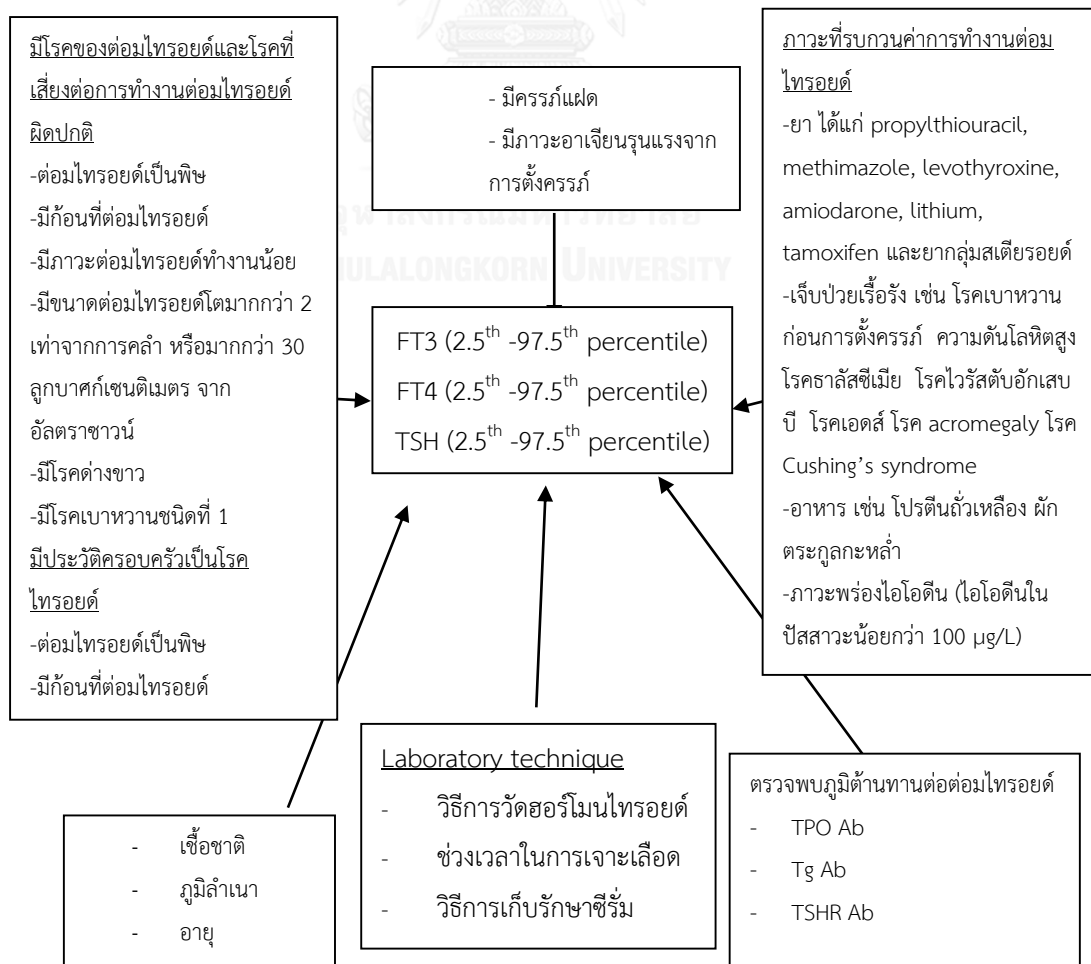 มีโรคของต่อมไทรอยด์และโรคที่
เสี่ยงต่อการทำงานต่อมไทรอยด์
ผิดปกติ
-ต่อมไทรอยด์เป็นพิษ
-มีก้อนที่ต่อมไทรอยด์
-มีภาวะต่อมไทรอยด์ทำงานน้อย
-มีขนาดต่อมไทรอยด์โตมากกว่า 2
เท่าจากการคลำ หรือมากกว่า 30
ลูกบาศก์เซนติเมตร จาก
อัลตราซาวน์
-มีโรคด่างขาว
-มีโรคเบาหวานชนิดที่ 1
มีประวัติครอบครัวเป็นโรค
ไทรอยด์
-ต่อมไทรอยด์เป็นพิษ
-มีก้อนที่ต่อมไทรอยด์
- มีครรภ์แฝด
- มีภาวะอาเจียนรุนแรงจาก
การตั้งครรภ์
จุฬาลงกรณ์มหาวิทยาลัย
CHULALONGKORN UNIVERSITY
ภาวะที่รบกวนค่าการทำงานต่อม
ไทรอยด์
-ยา ได้แก่ propylthiouracil,
methimazole, levothyroxine,
amiodarone, lithium,
tamoxifen และยากลุ่มสเตียรอยด์
-เจ็บป่วยเรื้อรัง เช่น โรคเบาหวาน
ก่อนการตั้งครรภ์ ความดันโลหิตสูง
โรคธาลัสซีเมีย โรคไวรัสตับอักเสบ
บี โรคเอดส์ โรค acromegaly โรค
Cushing’s syndrome
-อาหาร เช่น โปรตีนถั่วเหลือง ผัก
ตระกูลกะหล่ำ
-ภาวะพร่องไอโอดีน (ไอโอดีนใน
ปัสสาวะน้อยกว่า 100 µg/L)
FT3 (2.5th -97.5th percentile)
FT4 (2.5th -97.5th percentile)
TSH (2.5th -97.5th percentile)
- เชื้อชาติ
- ภูมิลำเนา
- อายุ
Laboratory technique
- วิธีการวัดฮอร์โมนไทรอยด์
- ช่วงเวลาในการเจาะเลือด
- วิธีการเก็บรักษาซีรั่ม
ตรวจพบภูมิต้านทานต่อต่อมไทรอยด์
- TPO Ab
- Tg Ab
- TSHR Ab